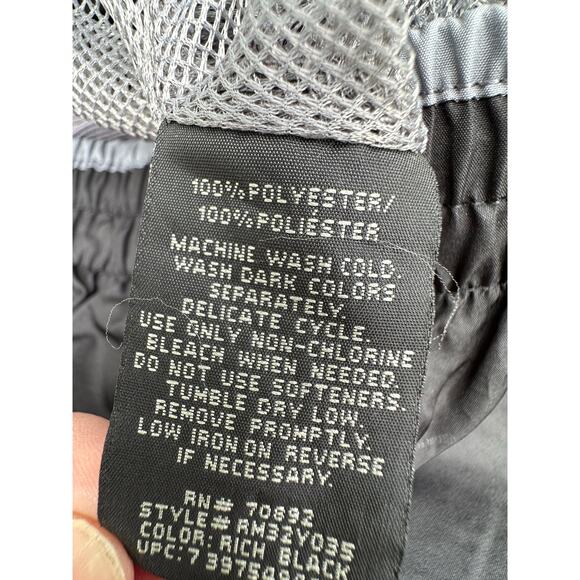 100% POLYESTER/
100% POLIESTER
MACHINE WASH COLD.
WASH DARK COLORS
SEPARATELY.
DELICATE CYCLE.
USE ONLY NON-CHLORINE
BLEACH WHEN NEEDED.
DO NOT USE SOFTENERS.
TUMBLE DRY LOW.
REMOVE PROMPTLY.
LOW IRON ON REVERSE
IF NECESSARY.
RN# 70892
STYLE# RM32Y035
COLOR: RICH BLACK
UPC: